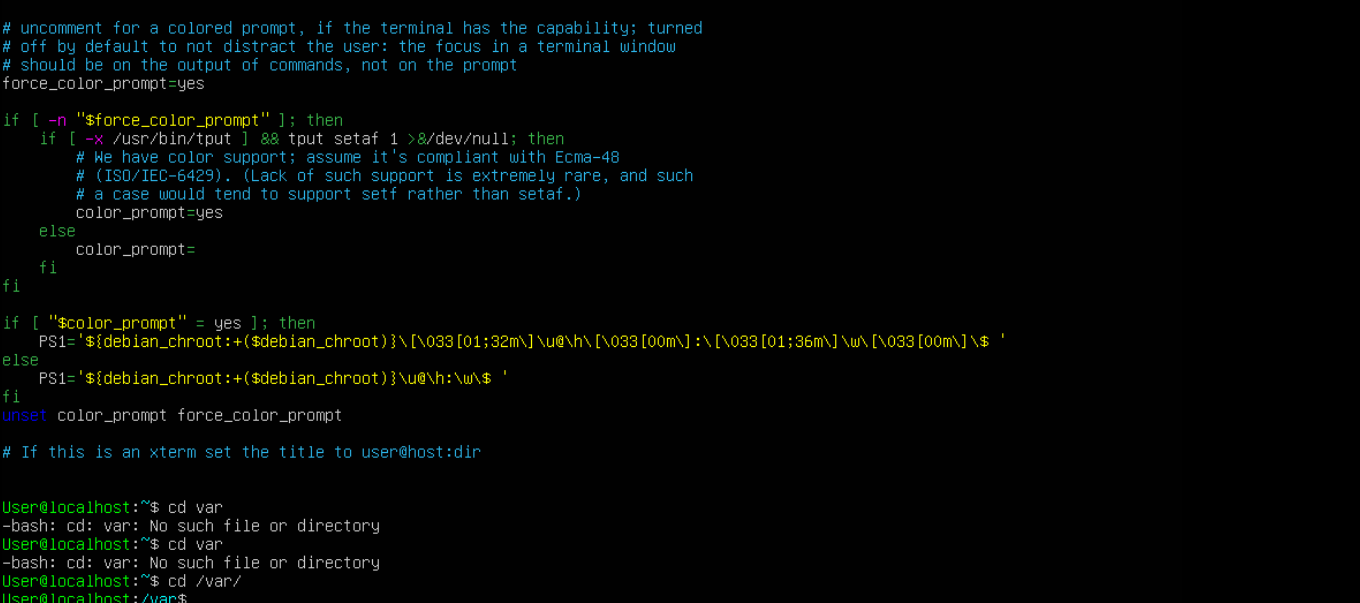 # uncomment for a colored prompt, if the terminal has the capability; turned
# off by default to not distract the user: the focus in a terminal window
# should be on the output of commands, not on the prompt
force_color_prompt=yes

if [ -n "$force_color_prompt" ]; then
    if [ -x /usr/bin/tput ] && tput setaf 1 >&/dev/null; then
        # We have color support; assume it's compliant with Ecma-48
        # (ISO/IEC-6429). (Lack of such support is extremely rare, and such
        # a case would tend to support setf rather than setaf.)
        color_prompt=yes
    else
        color_prompt=
    fi
fi

if [ "$color_prompt" = yes ]; then
    PS1='${debian_chroot:+($debian_chroot)}\[\033[01;32m\]\u@\h\[\033[00m\]:\[\033[01;36m\]\w\[\033[00m\]\$ '
else
    PS1='${debian_chroot:+($debian_chroot)}\u@\h:\w\$ '
fi
unset color_prompt force_color_prompt

# If this is an xterm set the title to user@host:dir

User@localhost:~$ cd var
-bash: cd: var: No such file or directory
User@localhost:~$ cd var
-bash: cd: var: No such file or directory
User@localhost:~$ cd /var/
User@localhost:/var$